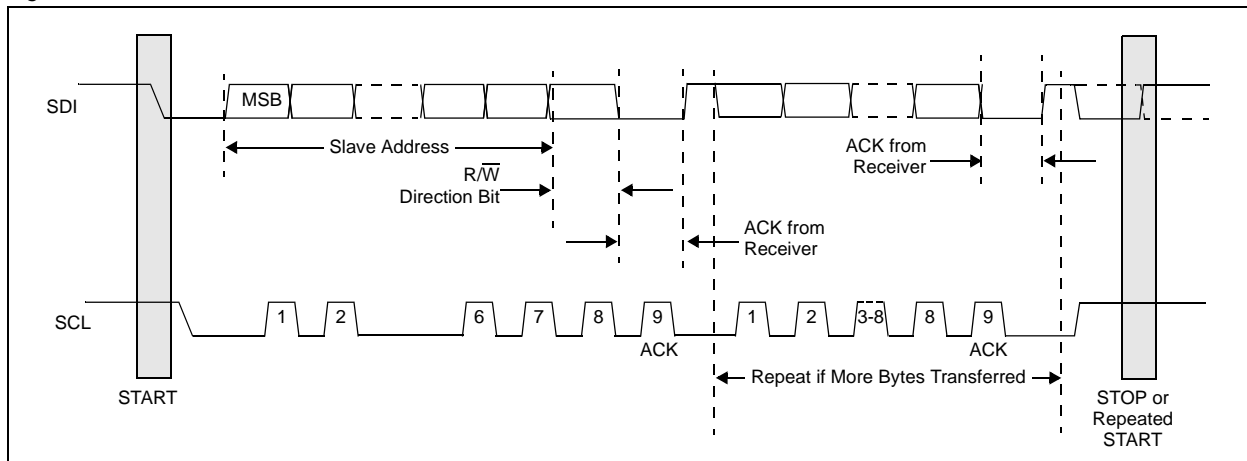 SDI
MSB
Slave Address
R/W
Direction Bit
ACK from
Receiver
ACK from
Receiver
SCL
1
2
6
7
8
9
1
2
3-8
8
9
ACK
ACK
Repeat if More Bytes Transferred
START
STOP or
Repeated
START